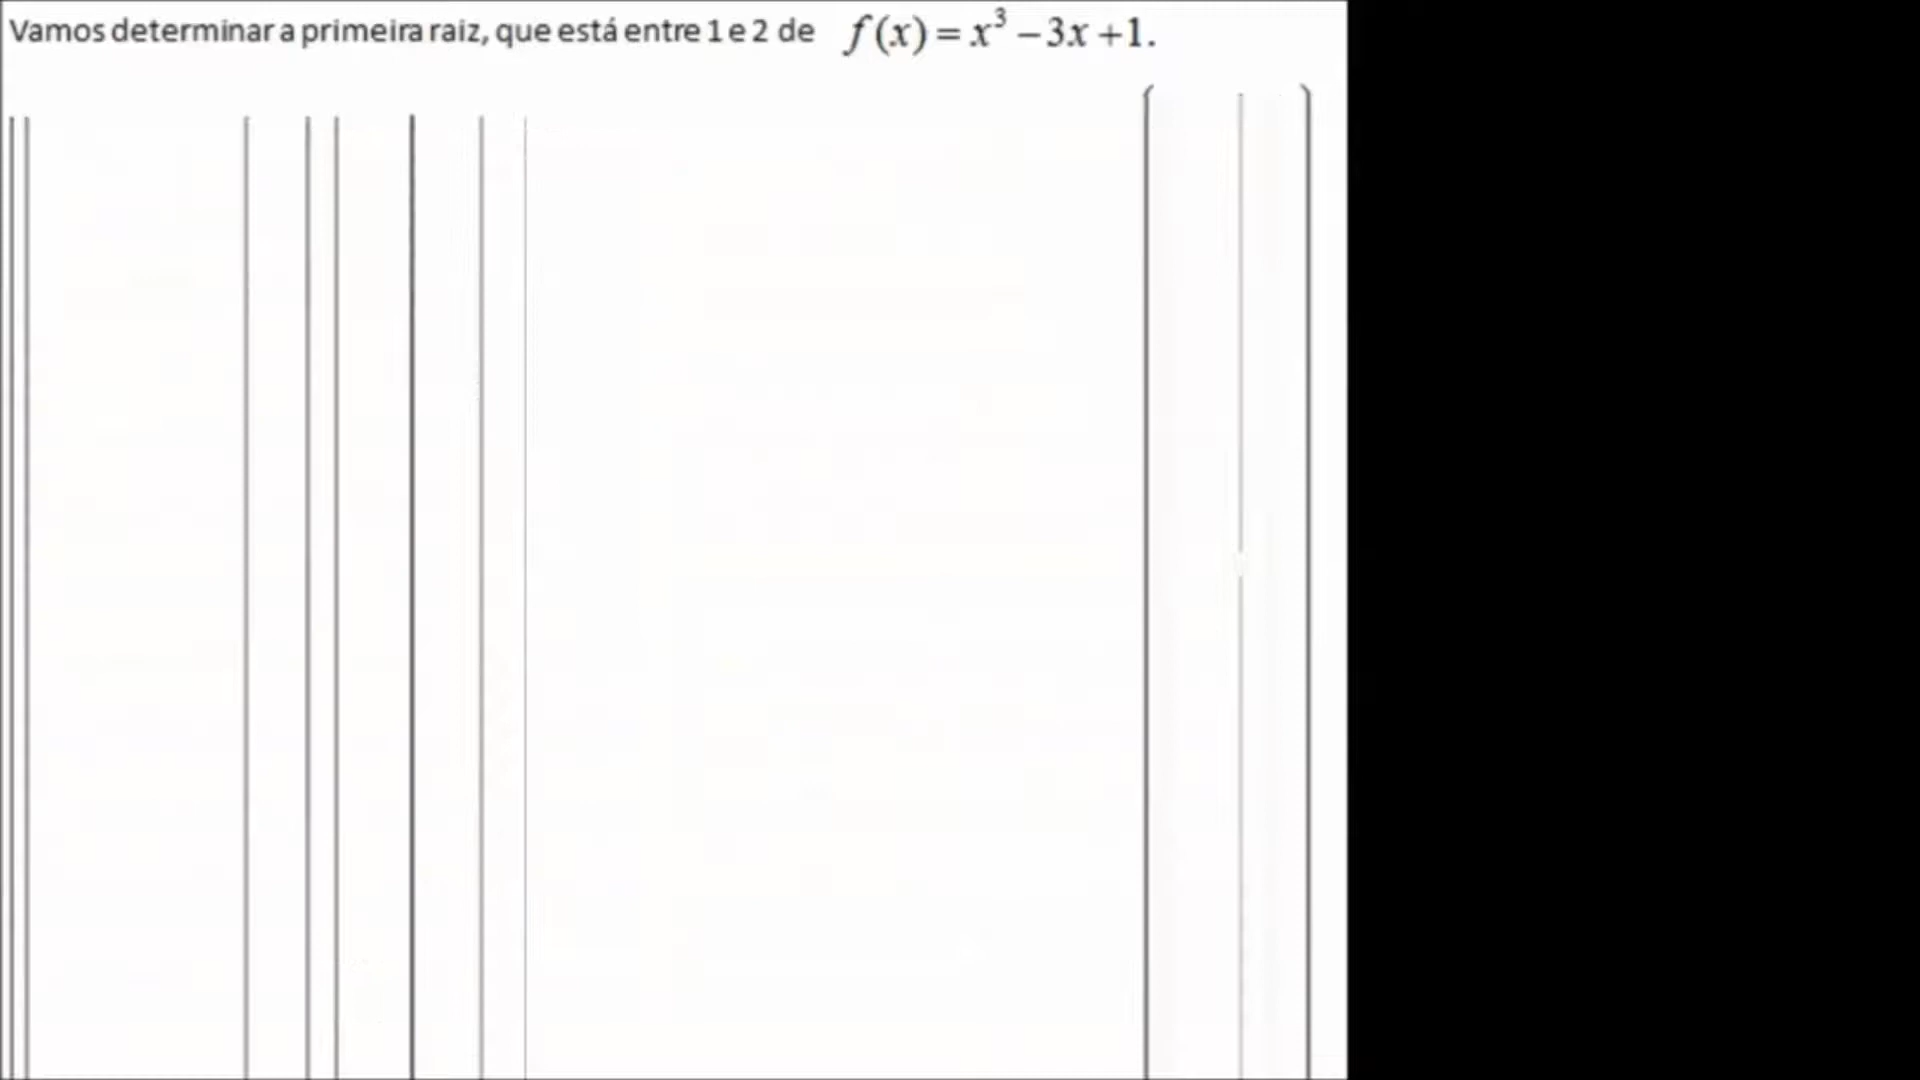 Vamos determinar a primeira raiz, que está entre 1 e 2 de f(x) = x³ − 3x + 1.